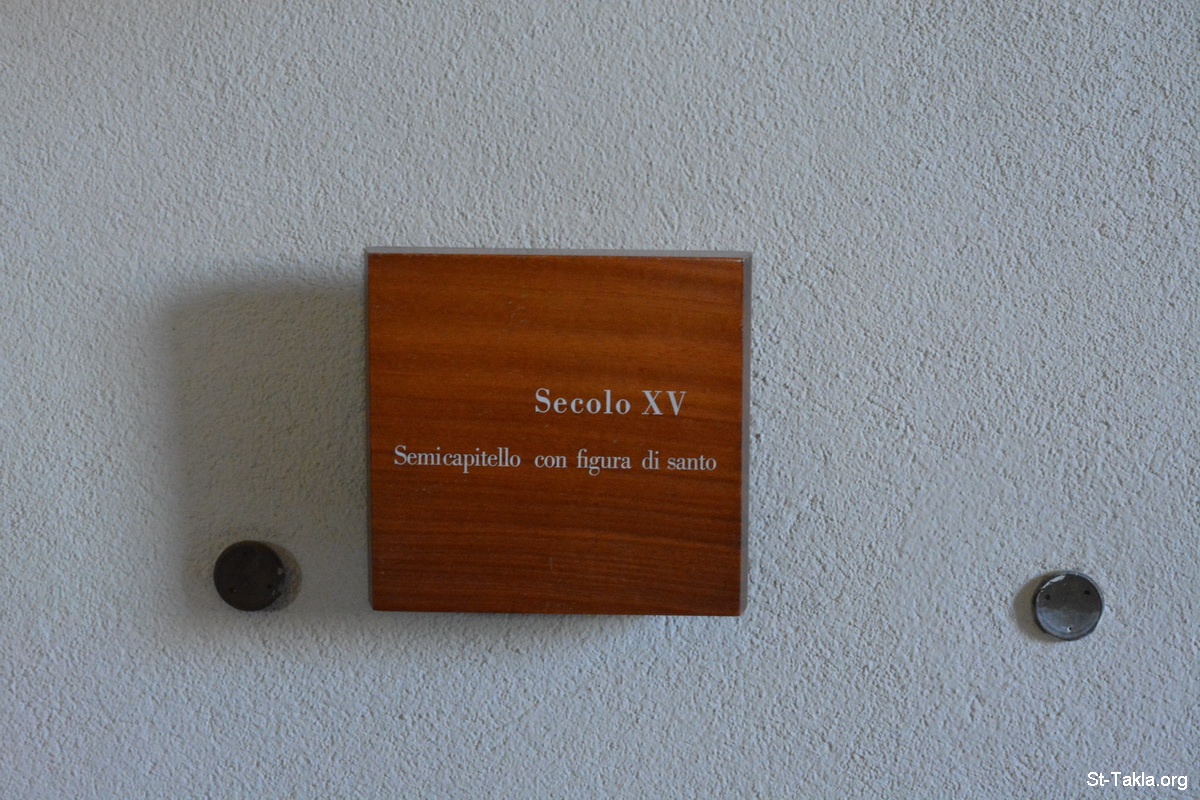 Secolo XV
Semicapitello con figura di santo
St-Takla.org